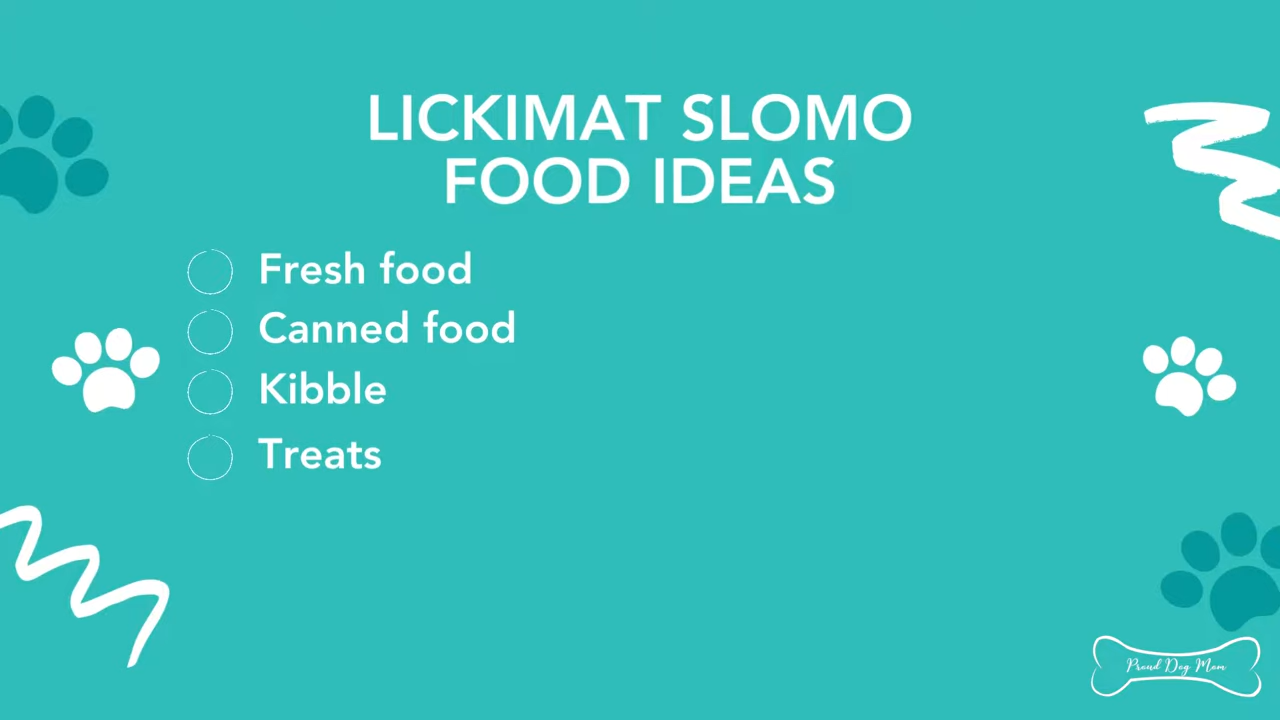 LICKIMAT SLOMO
FOOD IDEAS
Fresh food
Canned food
Kibble
Treats
Proud Dog Mom